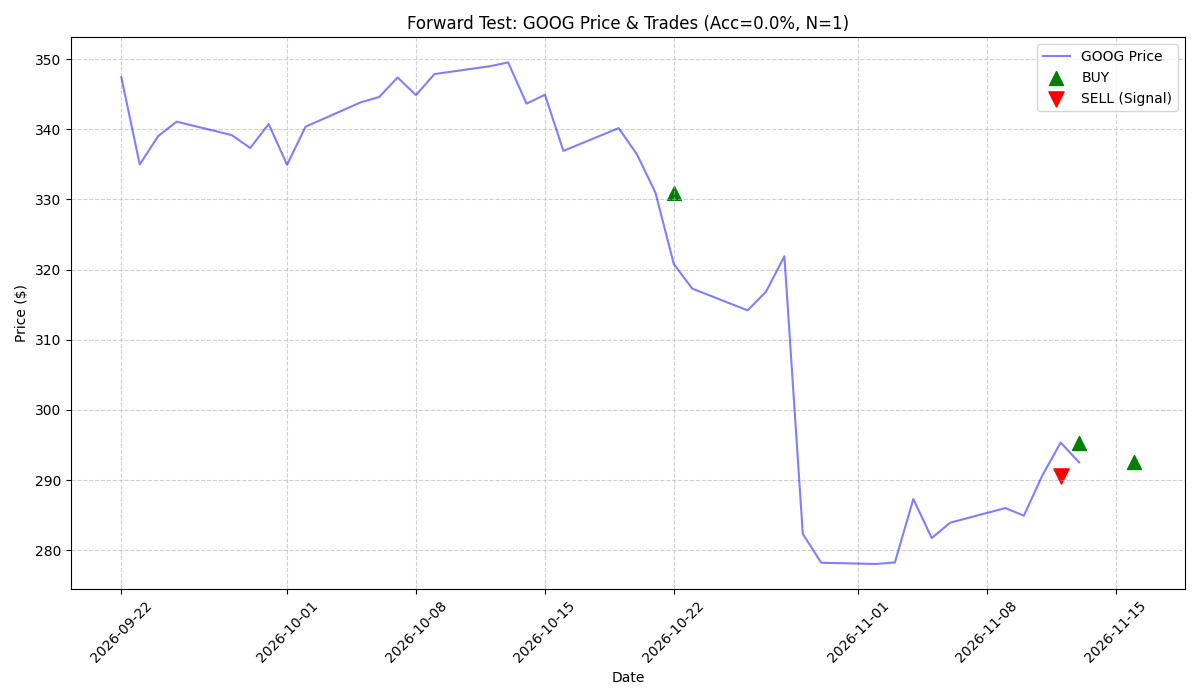 Forward Test: GOOG Price & Trades (Acc=0.0%, N=1)
GOOG Price
BUY
SELL (Signal)
Price ($)
350
340
330
320
310
300
290
280
2026-09-22
2026-10-01
2026-10-08
2026-10-15
2026-10-22
2026-11-01
2026-11-08
2026-11-15
Date